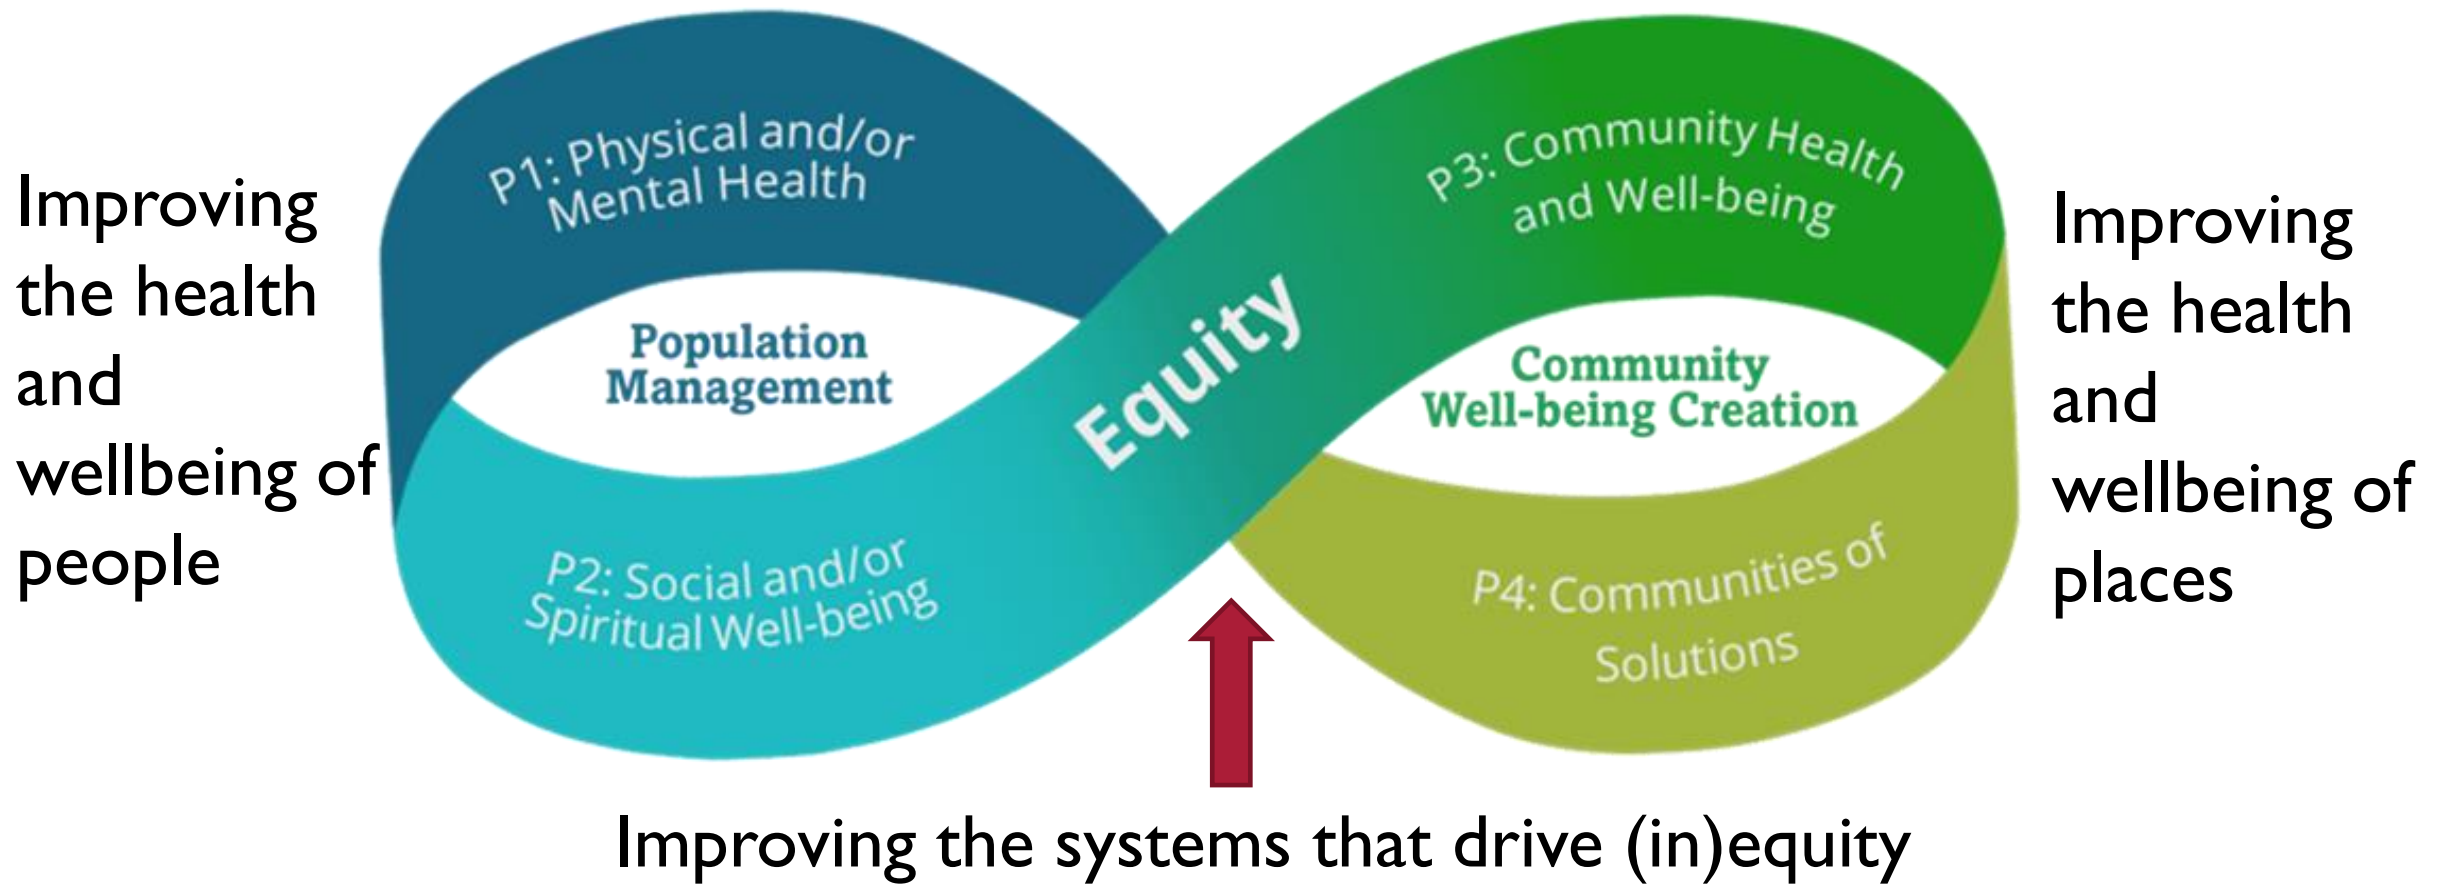 Improving
the health
and
wellbeing of
people
P1: Physical and/or
Mental Health
Population
Management
P2: Social and/or
Spiritual Well-being
Equity
P3: Community Health
and Well-being
Community
Well-being Creation
P4: Communities of
Solutions
Improving
the health
and
wellbeing of
places
Improving the systems that drive (in)equity